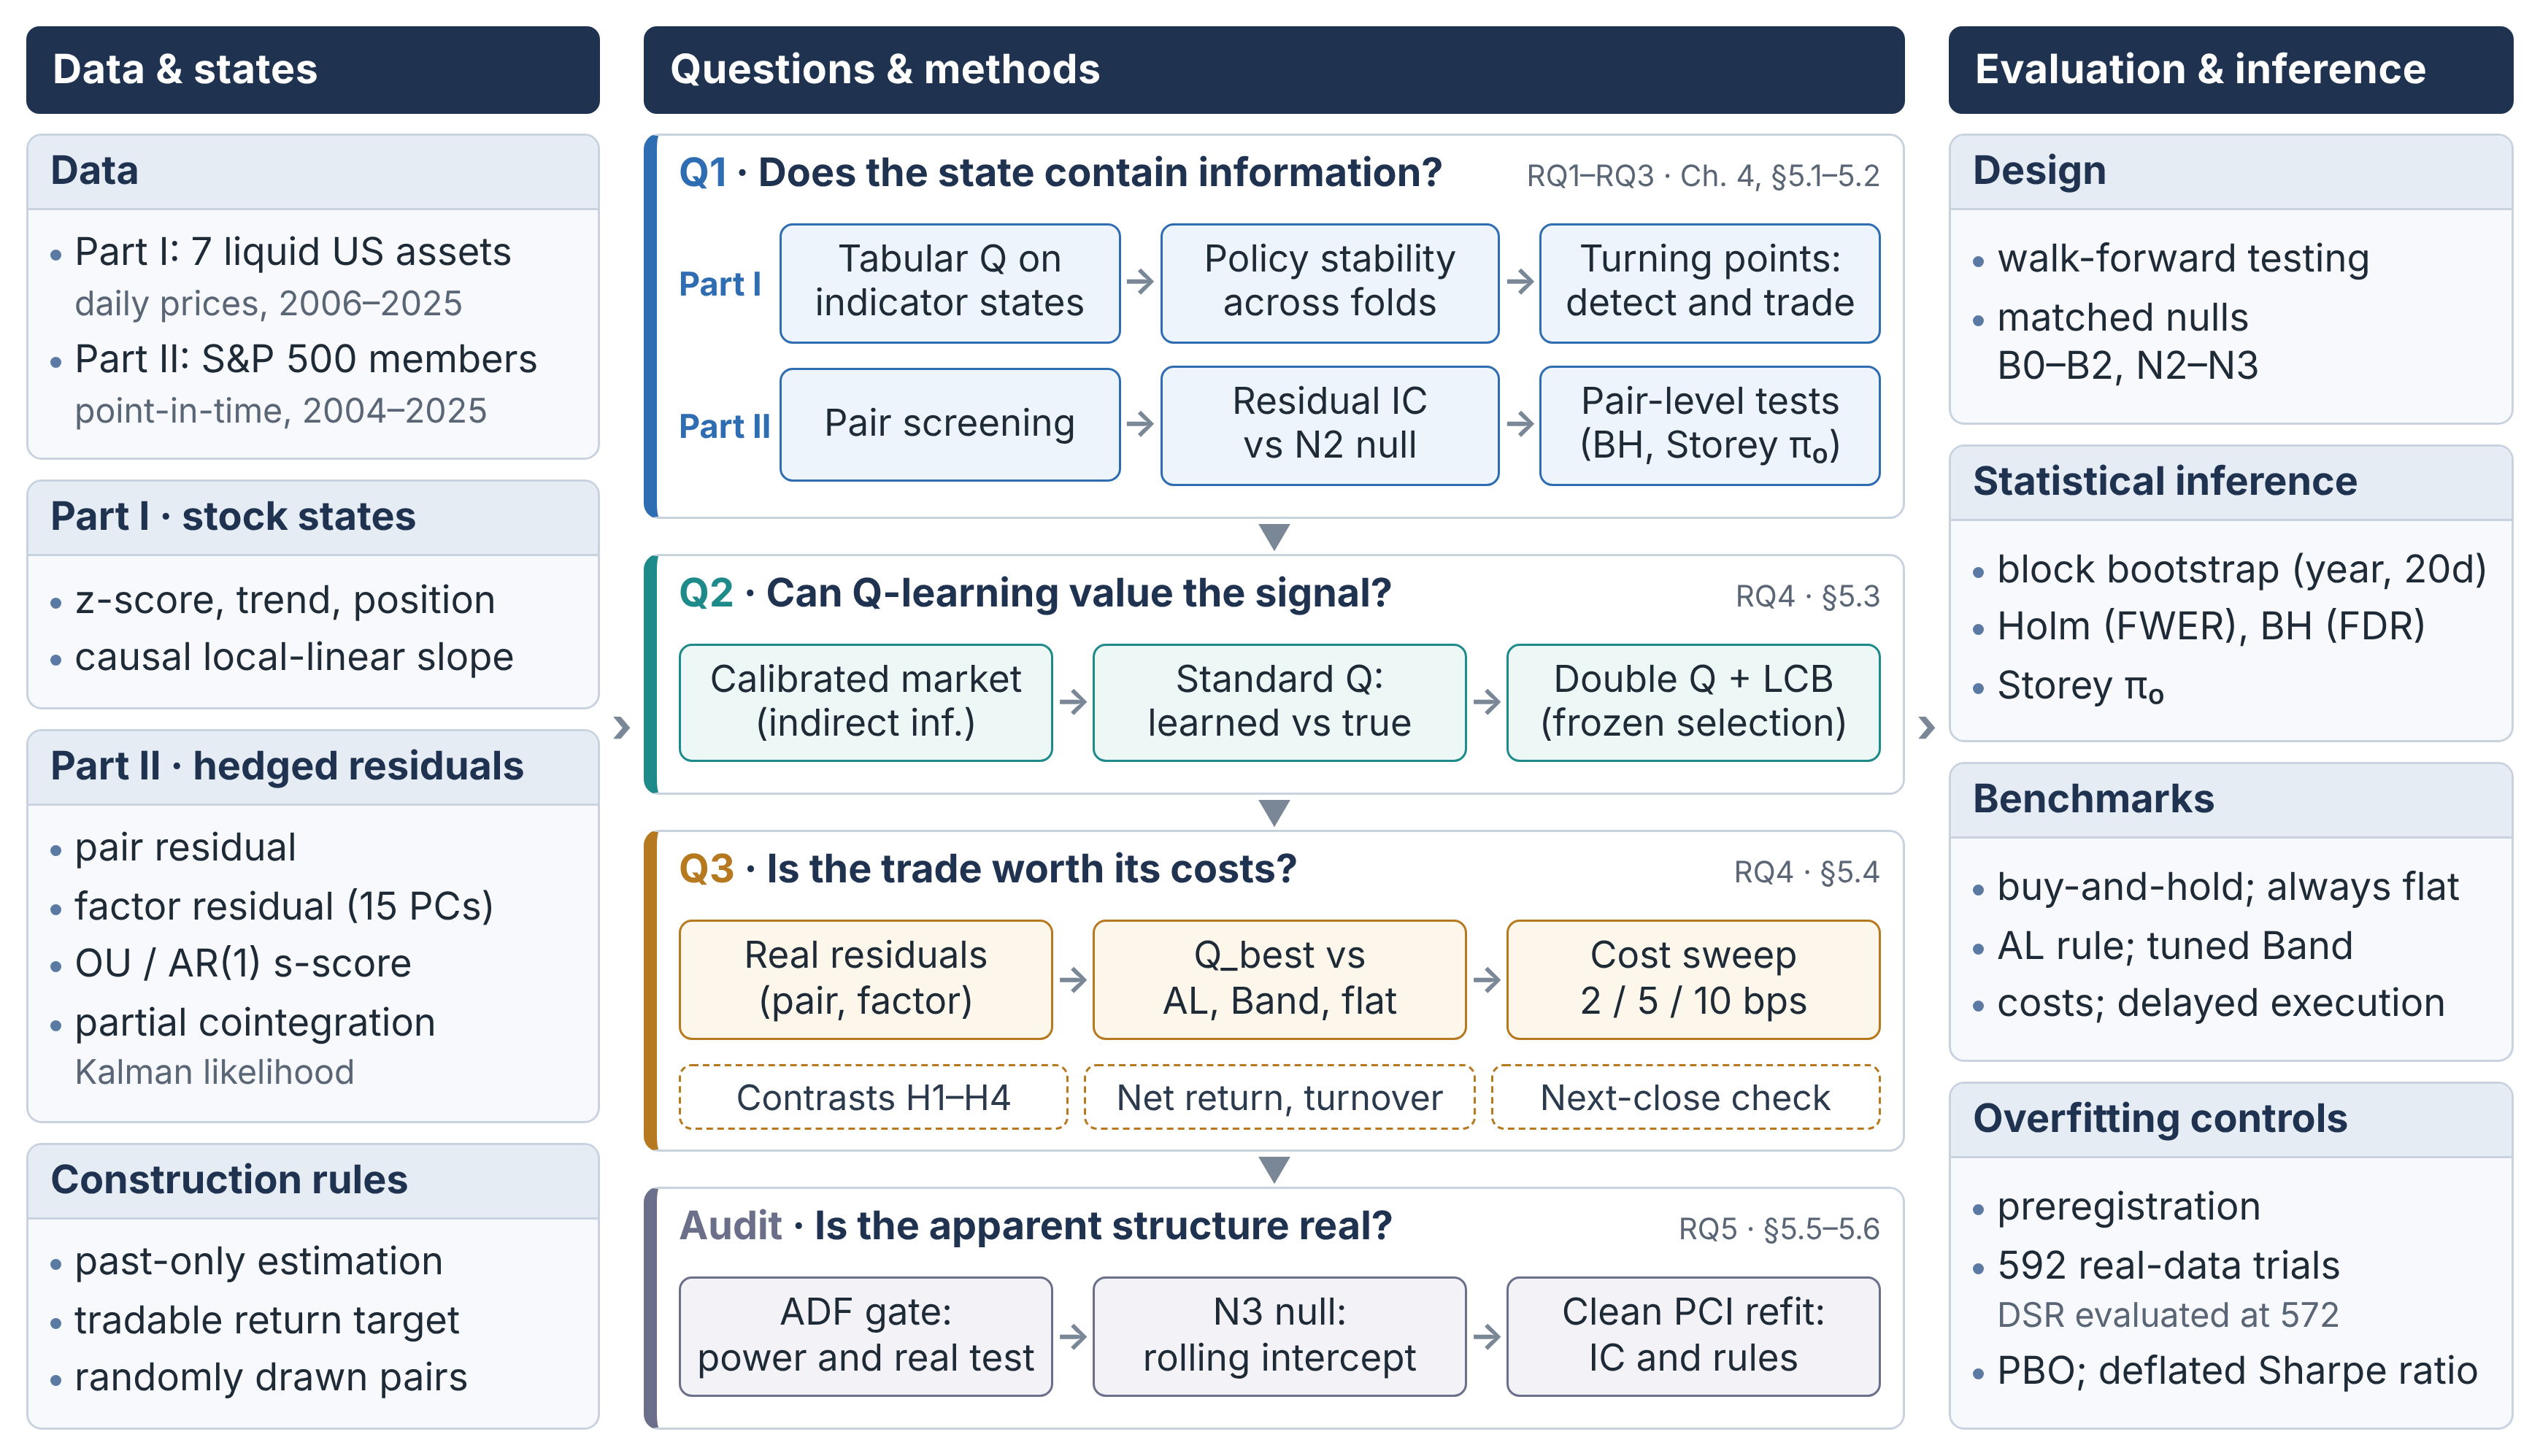 Data & states
Data
• Part I: 7 liquid US assets
daily prices, 2006–2025
• Part II: S&P 500 members
point-in-time, 2004–2025
Part I · stock states
• z-score, trend, position
• causal local-linear slope
Part II · hedged residuals
• pair residual
• factor residual (15 PCs)
• OU / AR(1) s-score
• partial cointegration
Kalman likelihood
Construction rules
• past-only estimation
• tradable return target
• randomly drawn pairs
›
Questions & methods
Q1 · Does the state contain information?
RQ1–RQ3 · Ch. 4, §5.1–5.2
Part I
Tabular Q on
indicator states
→
Policy stability
across folds
→
Turning points:
detect and trade
Part II
Pair screening
→
Residual IC
vs N2 null
→
Pair-level tests
(BH, Storey π₀)
▼
Q2 · Can Q-learning value the signal?
RQ4 · §5.3
Calibrated market
(indirect inf.)
→
Standard Q:
learned vs true
→
Double Q + LCB
(frozen selection)
▼
Q3 · Is the trade worth its costs?
RQ4 · §5.4
Real residuals
(pair, factor)
→
Q_best vs
AL, Band, flat
→
Cost sweep
2 / 5 / 10 bps
Contrasts H1–H4
Net return, turnover
Next-close check
▼
Audit · Is the apparent structure real?
RQ5 · §5.5–5.6
ADF gate:
power and real test
→
N3 null:
rolling intercept
→
Clean PCI refit:
IC and rules
›
Evaluation & inference
Design
• walk-forward testing
• matched nulls
B0–B2, N2–N3
Statistical inference
• block bootstrap (year, 20d)
• Holm (FWER), BH (FDR)
• Storey π₀
Benchmarks
• buy-and-hold; always flat
• AL rule; tuned Band
• costs; delayed execution
Overfitting controls
• preregistration
• 592 real-data trials
DSR evaluated at 572
• PBO; deflated Sharpe ratio